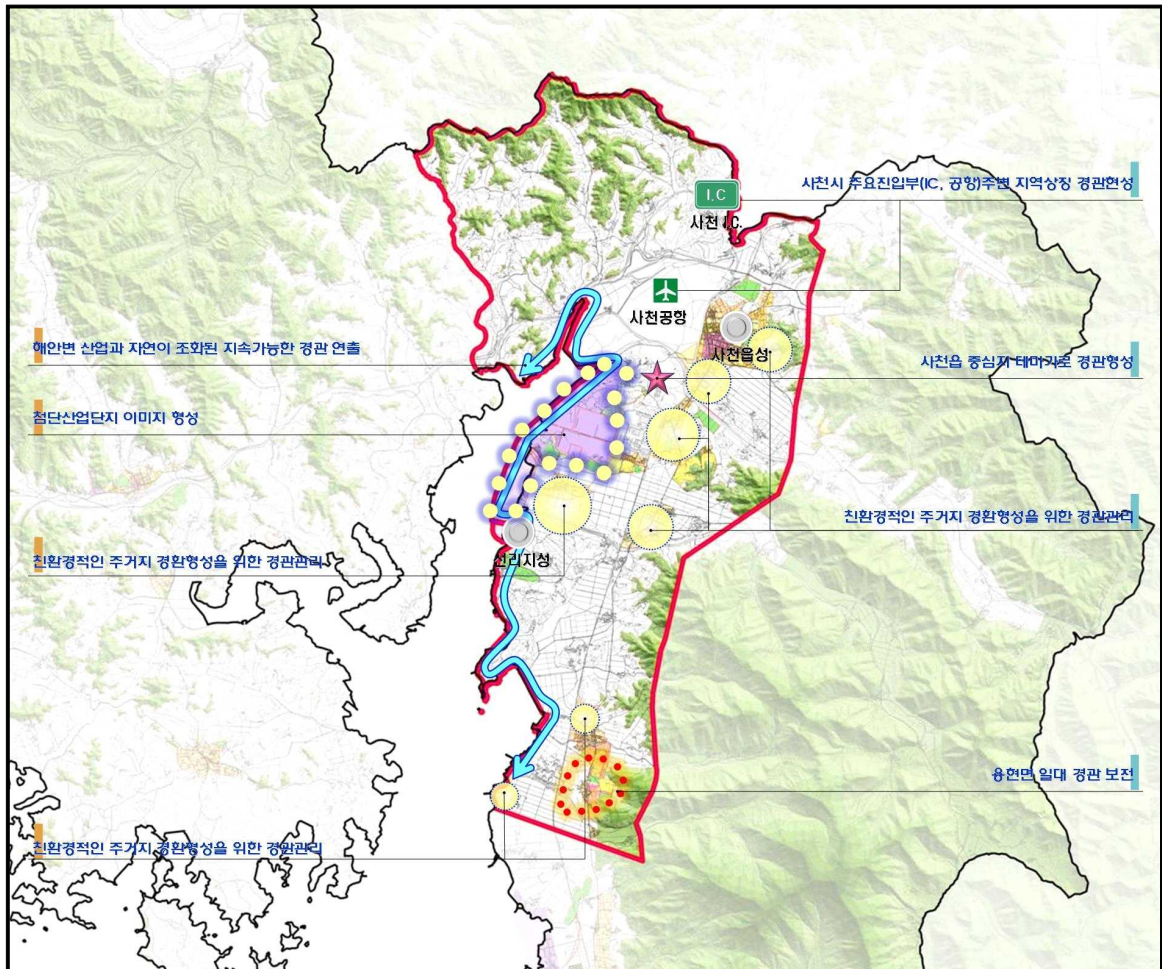 사천시 주요진입부(IC, 공항)주변 지역상징 경관형성
I.C
사천 I.C.
사천공항
해안변 산업과 자연이 조화된 지속가능한 경관 연출
사천읍성
사천읍 중심지 테마가로 경관형성
첨단산업단지 이미지 형성
친환경적인 주거지 경환형성을 위한 경관관리
선리지성
친환경적인 주거지 경환형성을 위한 경관관리
용현면 일대 경관 보전
친환경적인 주거지 경환형성을 위한 경관관리